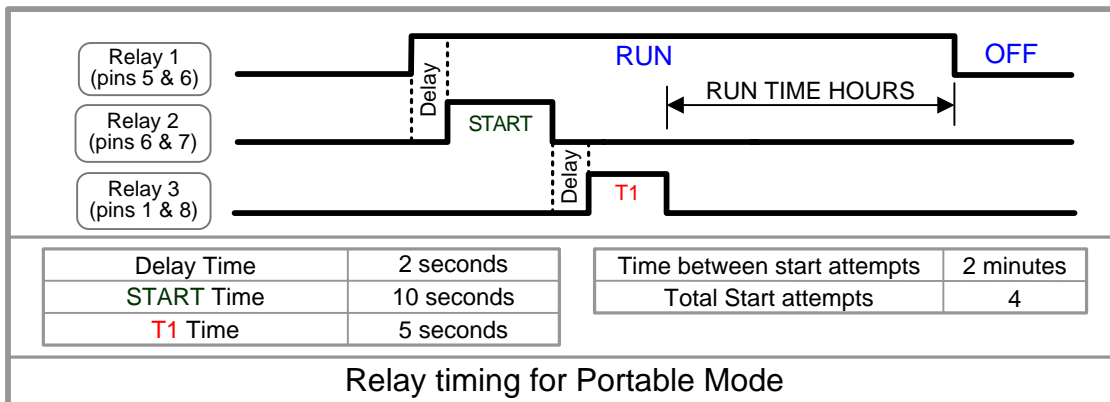 Relay 1
(pins 5 & 6)
Delay
RUN
OFF
RUN TIME HOURS
Relay 2
(pins 6 & 7)
START
Relay 3
(pins 1 & 8)
Delay
T1
Delay Time 2 seconds
START Time 10 seconds
T1 Time 5 seconds
Time between start attempts 2 minutes
Total Start attempts 4
Relay timing for Portable Mode